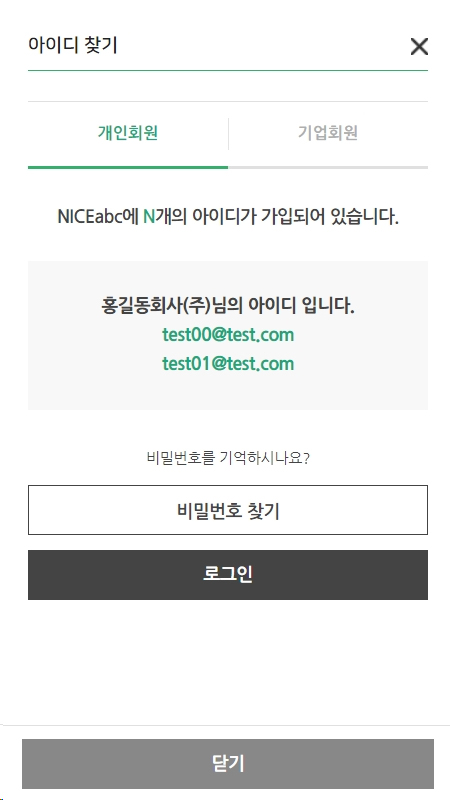 아이디 찾기
개인회원
기업회원
NICEabc에 N개의 아이디가 가입되어 있습니다.
홍길동회사(주)님의 아이디 입니다.
test00@test.com
test01@test.com
비밀번호를 기억하시나요?
비밀번호 찾기
로그인
닫기